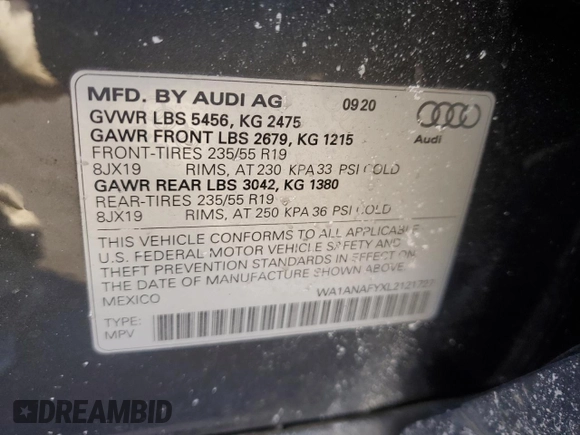 MFD. BY AUDI AG 0920
GVWR LBS 5456, KG 2475
GAWR FRONT LBS 2679, KG 1215
FRONT-TIRES 235/55 R19
8JX19 RIMS, AT 230 KPA 33 PSI COLD
GAWR REAR LBS 3042, KG 1380
REAR-TIRES 235/55 R19
8JX19 RIMS, AT 250 KPA 36 PSI COLD
Audi
THIS VEHICLE CONFORMS TO ALL APPLICABLE
U.S. FEDERAL MOTOR VEHICLE SAFETY AND
THEFT PREVENTION STANDARDS IN EFFECT ON
THE DATE OF MANUFACTURE SHOWN ABOVE.
MEXICO
TYPE:
MPV
DREAMBID